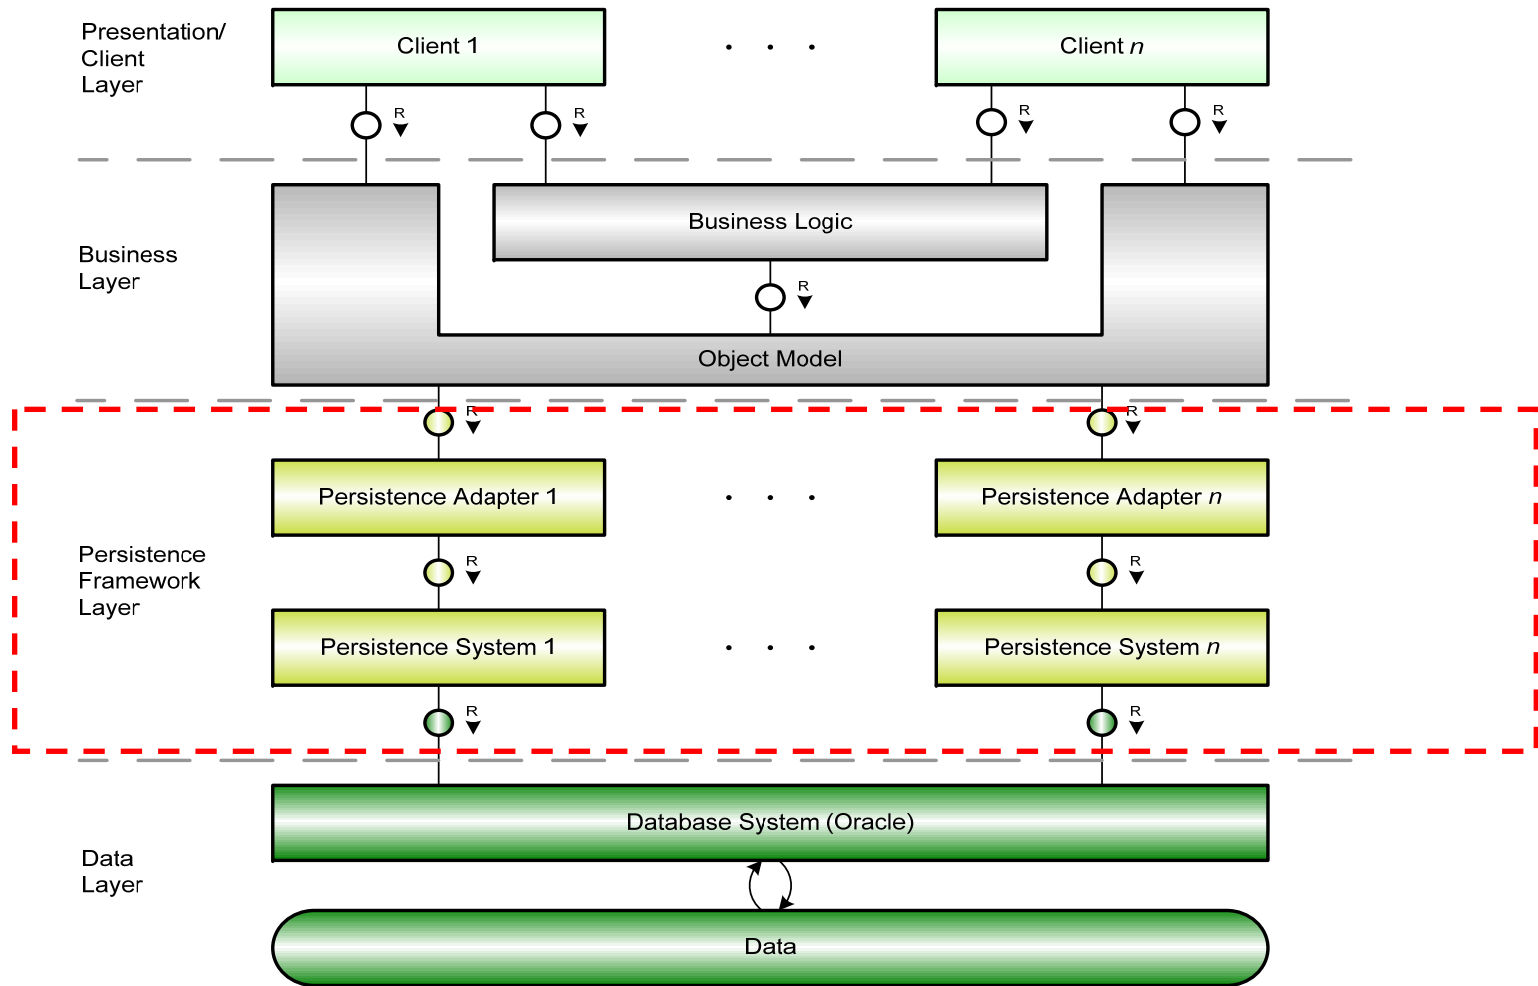 Presentation/
Client
Layer
Client 1
. . .
Client n
R
R
R
R
Business
Layer
Business Logic
R
Object Model
R
R
Persistence
Framework
Layer
Persistence Adapter 1
. . .
Persistence Adapter n
R
R
Persistence System 1
. . .
Persistence System n
R
R
Data
Layer
Database System (Oracle)
Data